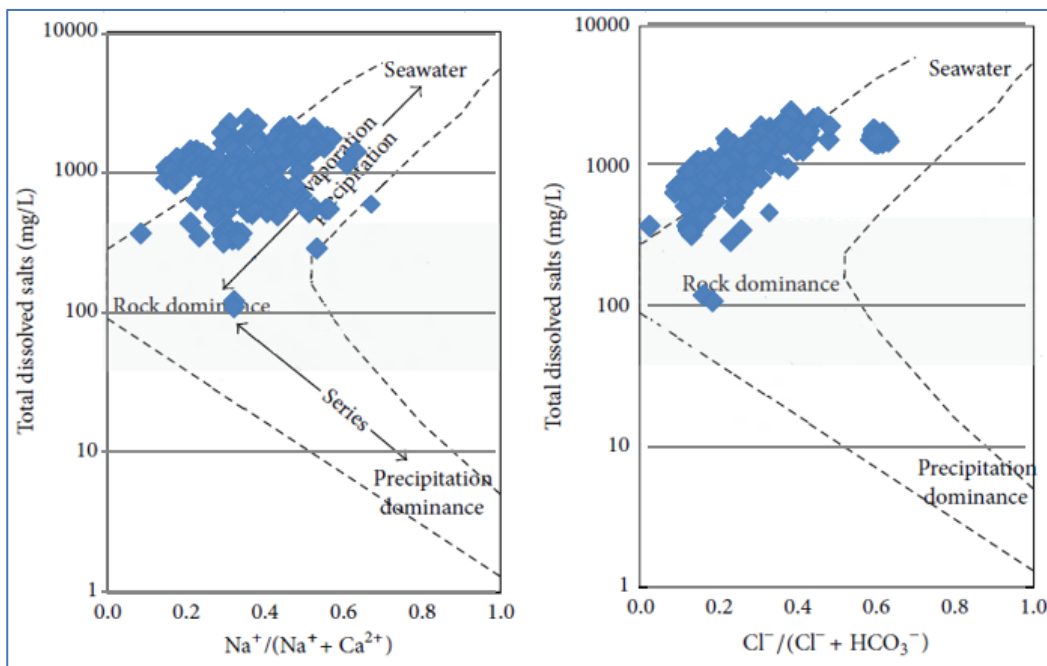 10000
1000
100
10
1
Total dissolved salts (mg/L)
Seawater
vaporation
precipitation
Rock dominance
Series
Precipitation
dominance
0.0 0.2 0.4 0.6 0.8 1.0
Na⁺/(Na⁺ + Ca²⁺)
10000
1000
100
10
1
Total dissolved salts (mg/L)
Seawater
Rock dominance
Precipitation
dominance
0.0 0.2 0.4 0.6 0.8 1.0
Cl⁻/(Cl⁻ + HCO₃⁻)